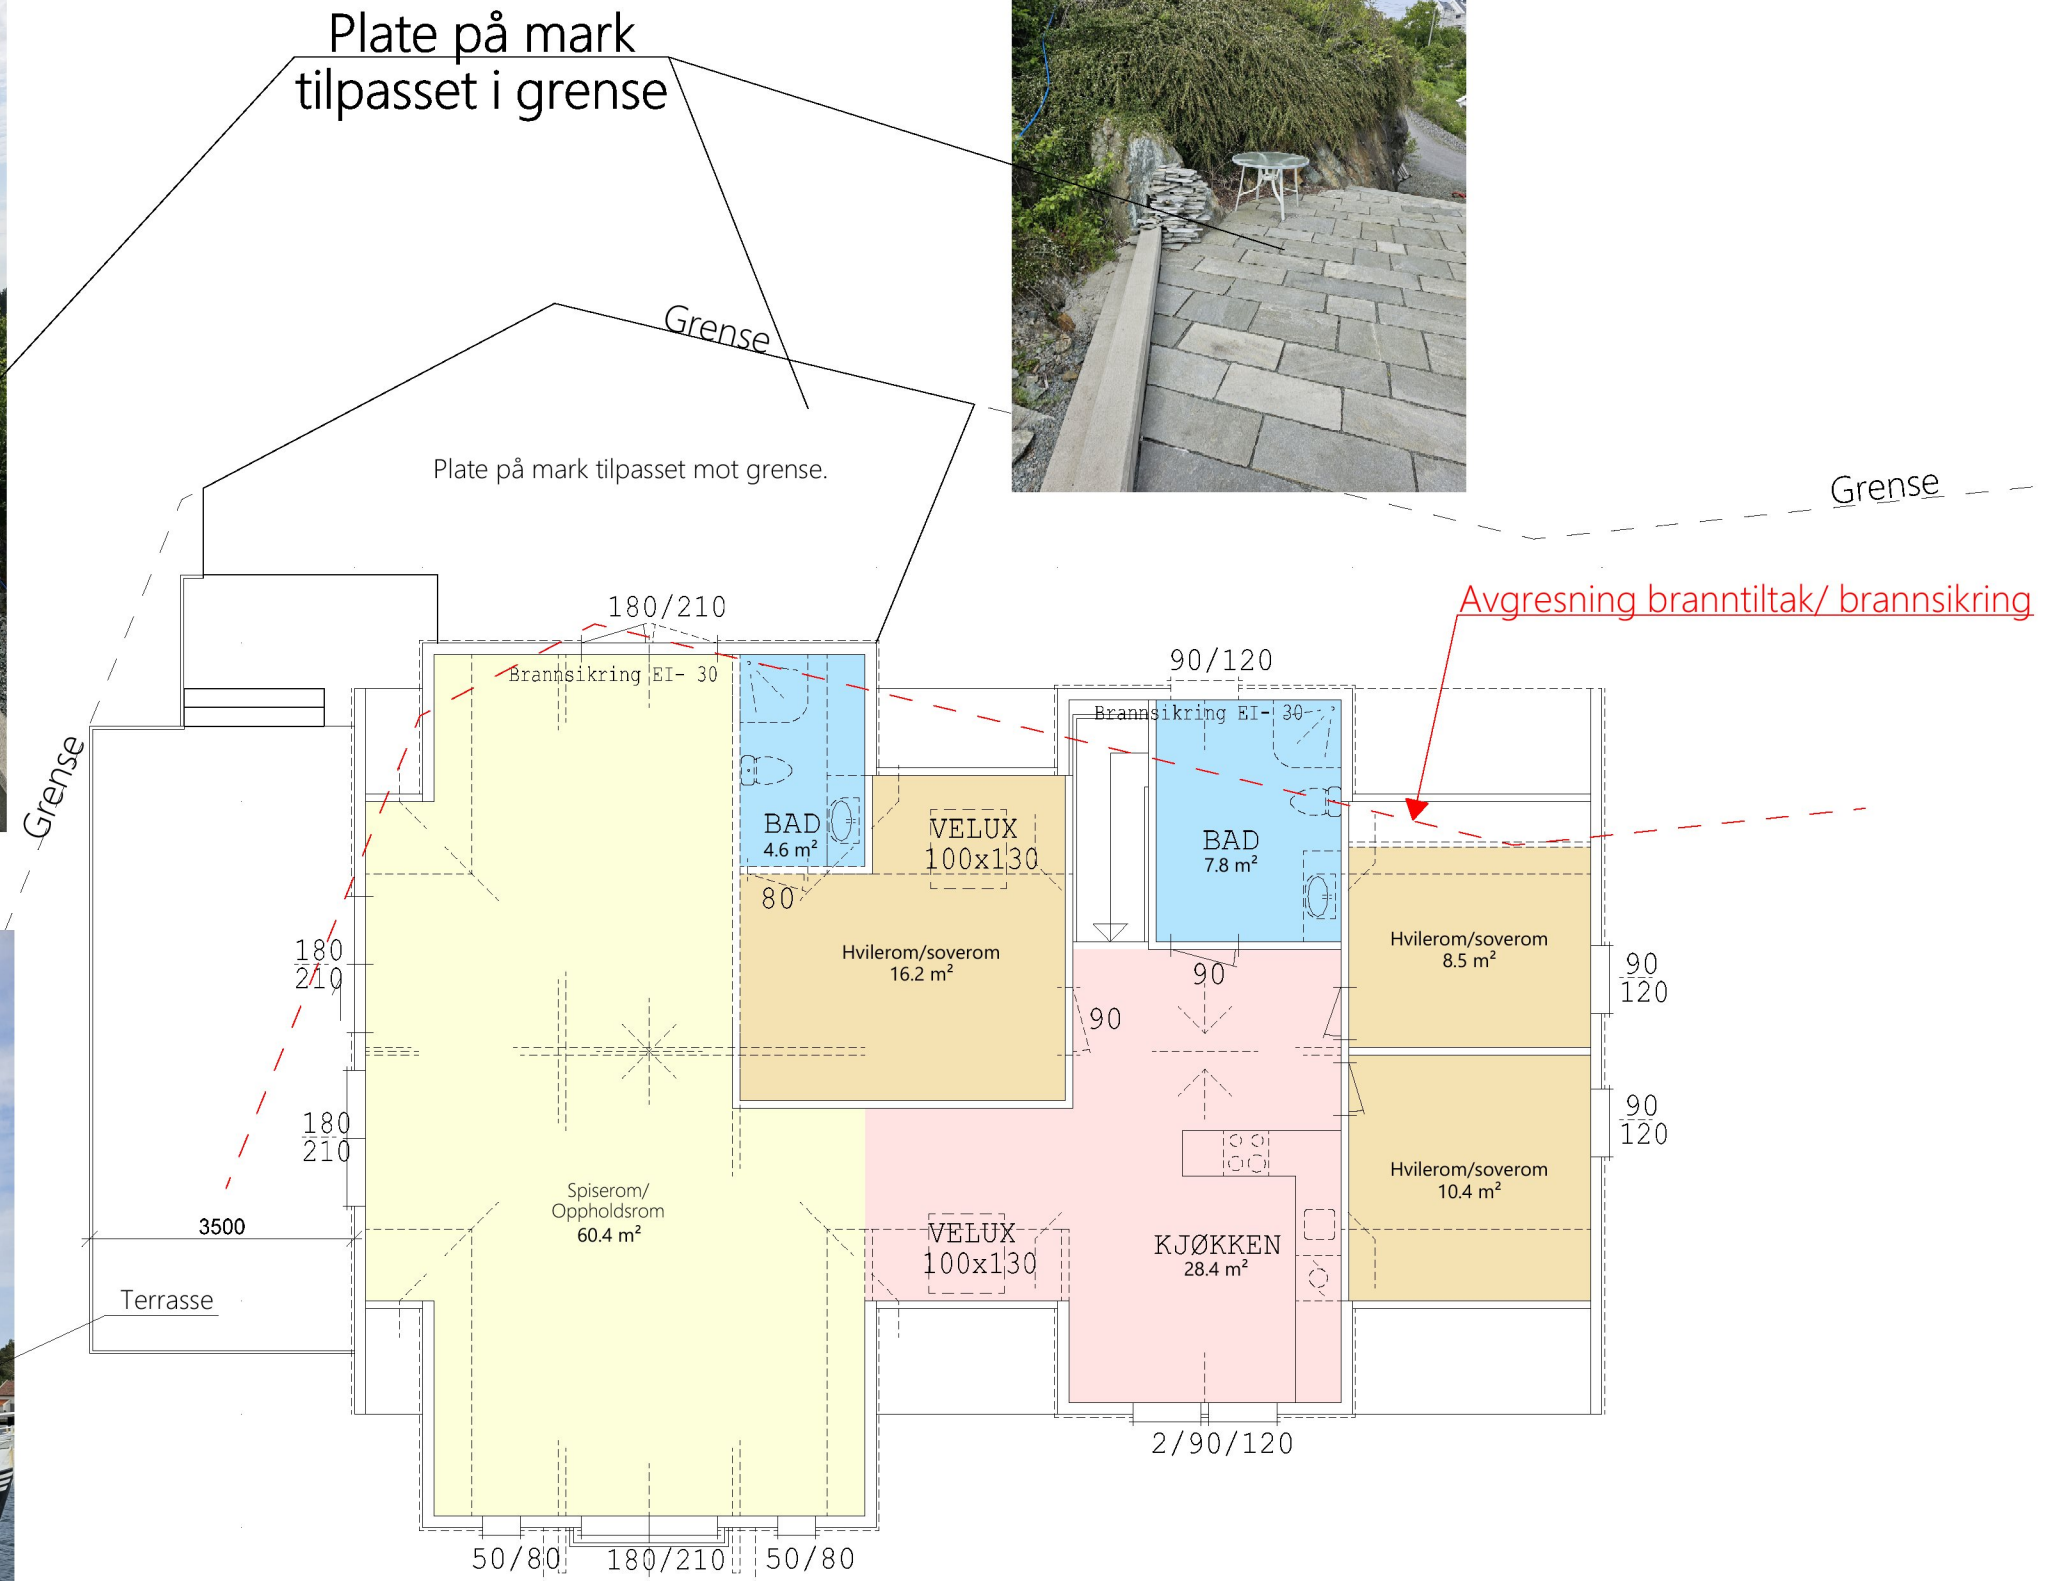 Plate på mark
tilpasset i grense
Grense
Plate på mark tilpasset mot grense.
Grense
Avgresning branntiltak/ brannsikring
180/210
Brannsikring EI- 30
90/120
Brannsikring EI- 30
Grense
BAD
4.6 m²
VELUX
100x130
BAD
7.8 m²
80
Hvilerom/soverom
16.2 m²
Hvilerom/soverom
8.5 m²
180
210
90
90
90
120
180
210
90
120
Hvilerom/soverom
10.4 m²
Spiserom/
Oppholdsrom
60.4 m²
3500
VELUX
100x130
KJØKKEN
28.4 m²
Terrasse
2/90/120
50/80
180/210
50/80